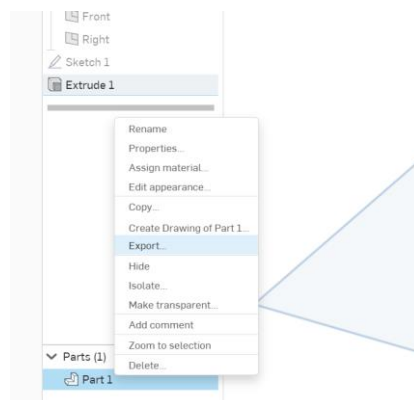 Front
Right
Sketch 1
Extrude 1
Rename
Properties...
Assign material...
Edit appearance...
Copy...
Create Drawing of Part 1...
Export...
Hide
Isolate...
Make transparent...
Add comment
Zoom to selection
Delete...
Parts (1)
Part 1